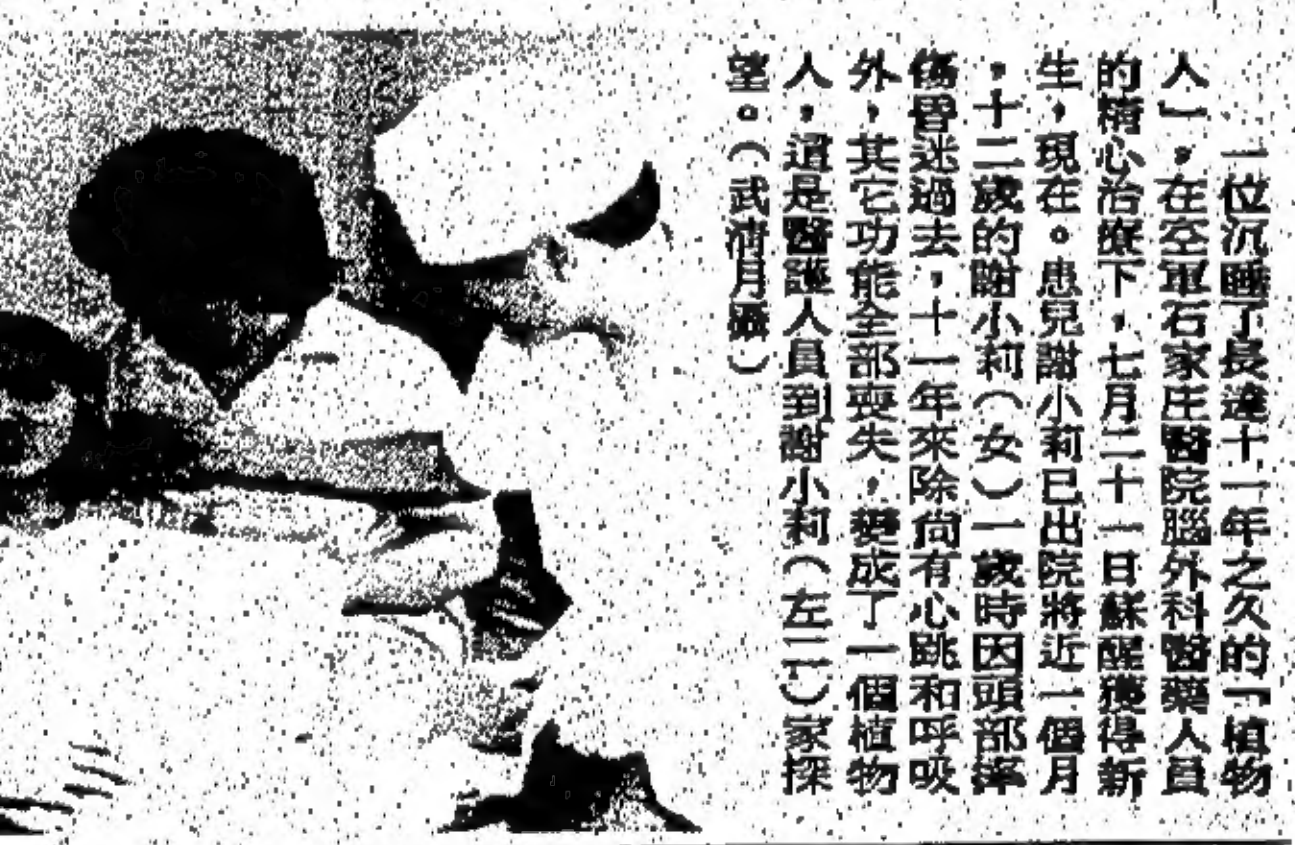 一位沉睡了長達十一年之久的「植物
人」，在空軍石家庄醫院腦外科醫藥人員
的精心治療下，七月二十一日蘇醒獲得新
生，現在。患兒謝小莉已出院將近一個月
，十二歲的謝小莉（女）一歲時因頭部摔
傷昏迷過去，十一年來除尚有心跳和呼吸
外，其它功能全部喪失，變成了一個植物
人，這是醫護人員到謝小莉（左二）家探
望。（武清月攝）